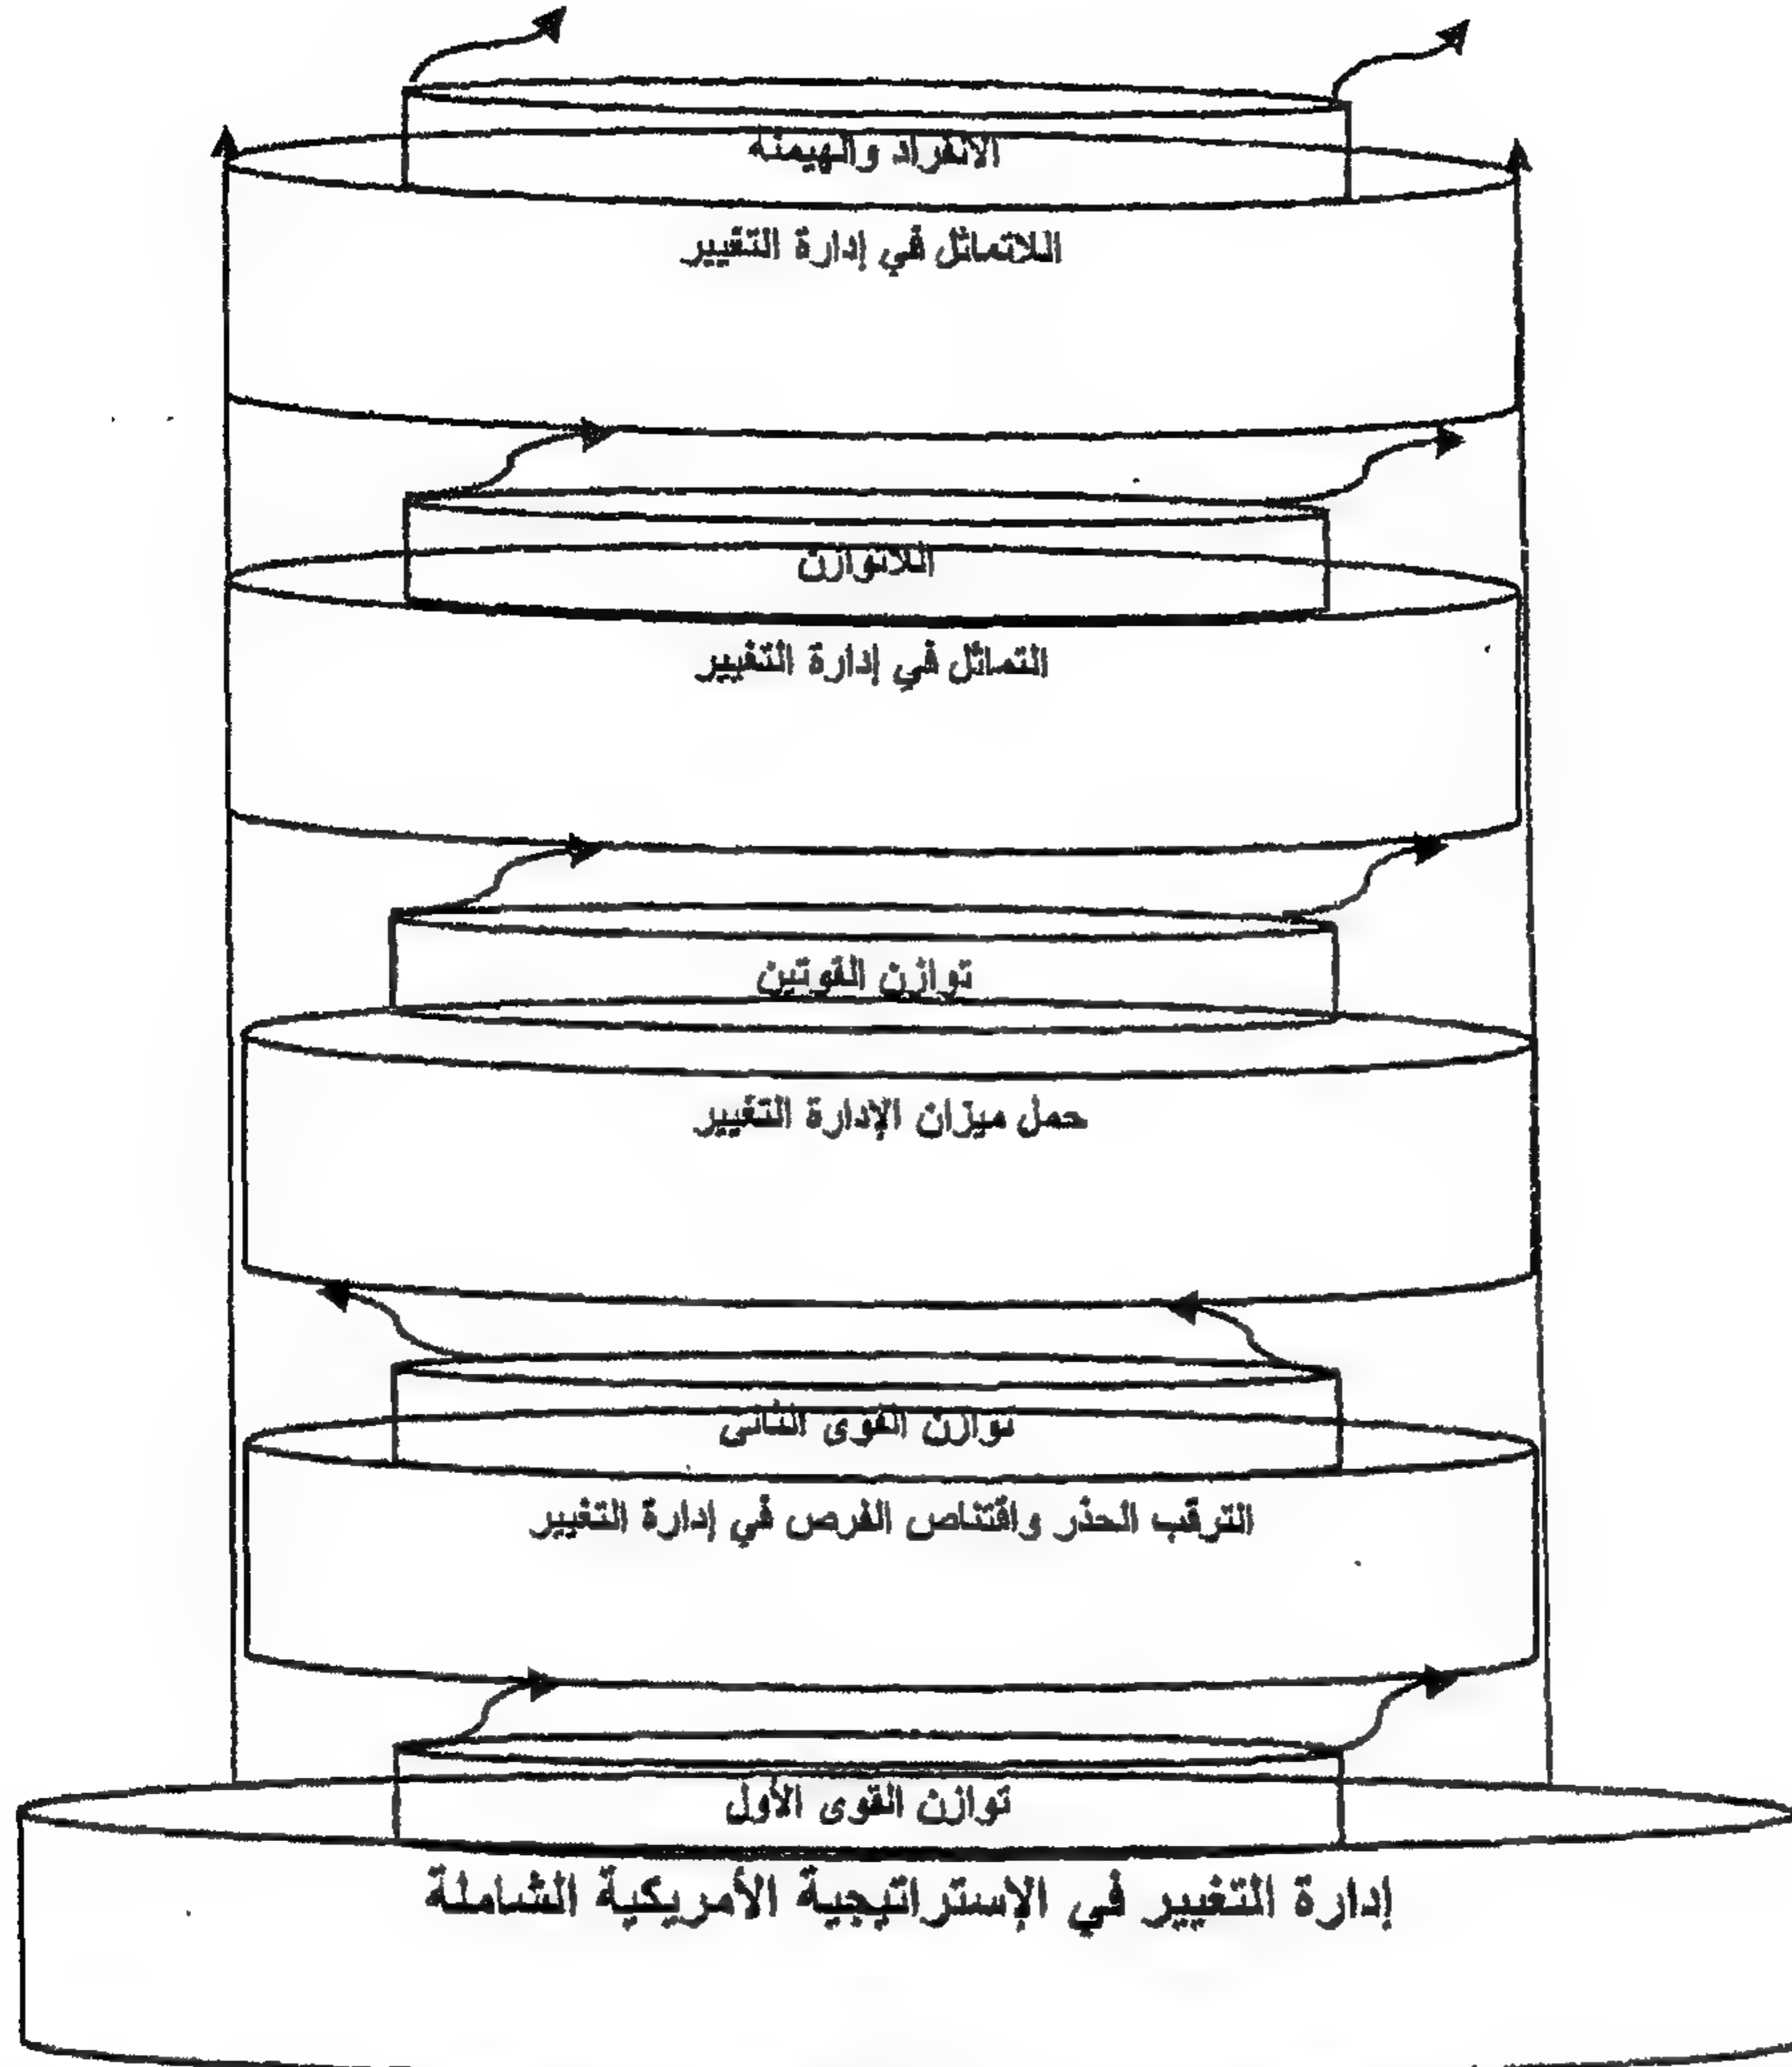 الانفراد والهيمنة
اللاتماثل في إدارة التغيير
اللاتوازن
التماثل في إدارة التغيير
توازن القوتين
حمل ميزان الإدارة التغيير
توازن القوى الثاني
الترقب الحذر واقتناص الفرص في إدارة التغيير
توازن القوى الأول
إدارة التغيير في الإستراتيجية الأمريكية الشاملة